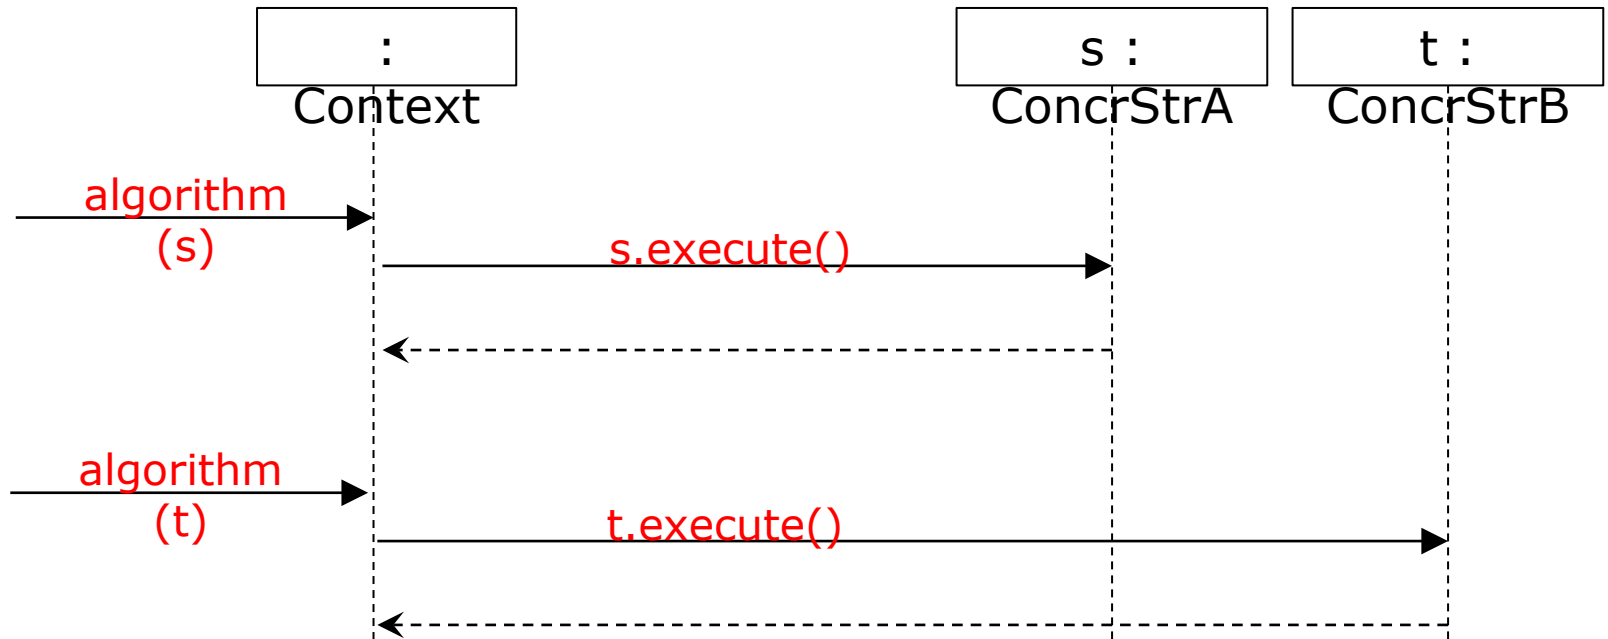 :
Context
s :
ConcrStrA
t :
ConcrStrB
algorithm
(s)
s.execute()
algorithm
(t)
t.execute()